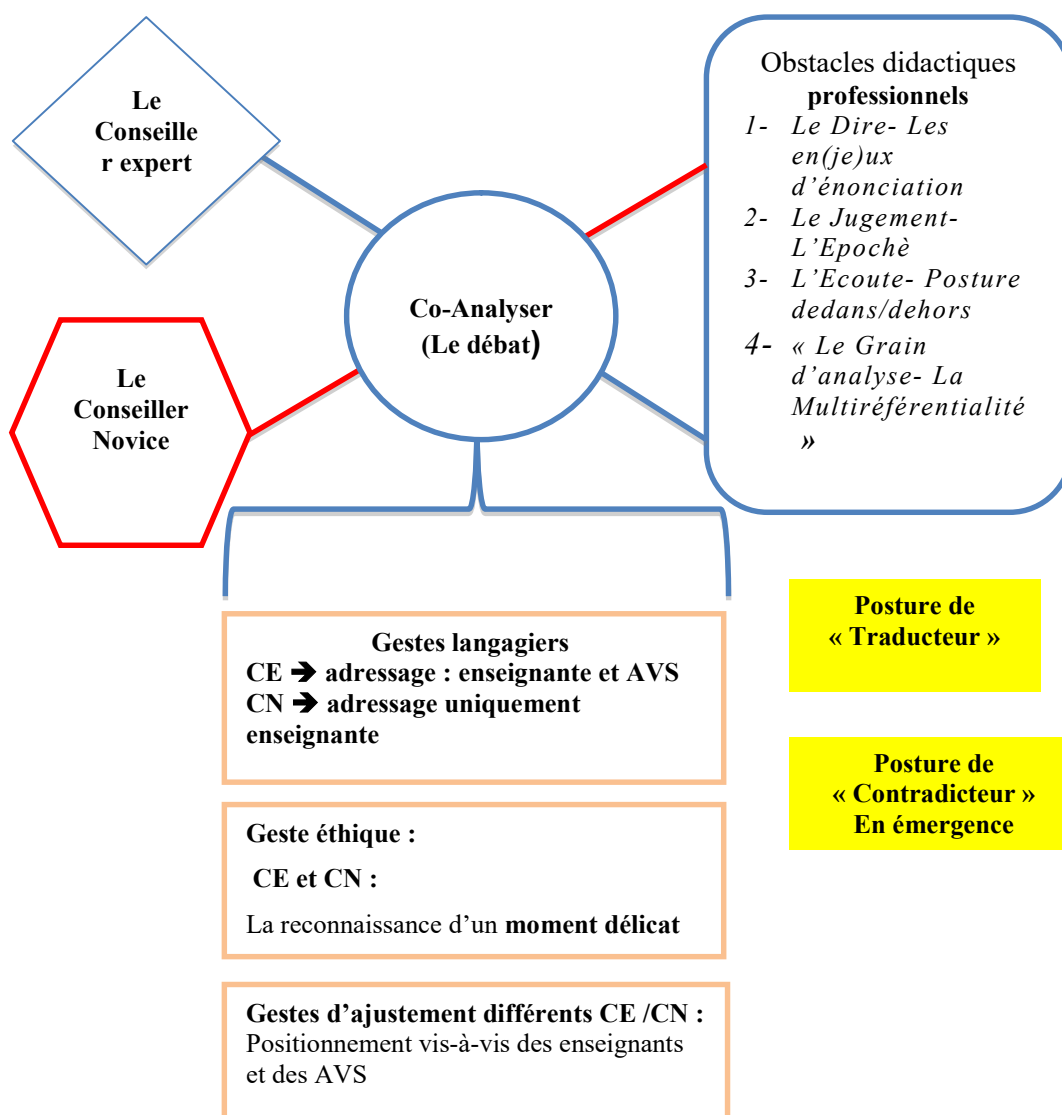 Le
Conseille
r expert
Obstacles didactiques
professionnels
1- Le Dire- Les
en(je)ux
d’énonciation
2- Le Jugement-
L’Epochè
3- L’Ecoute- Posture
dedans/dehors
4- « Le Grain
d’analyse- La
Multiréférentialité
»
Co-Analyser
(Le débat)
Le
Conseiller
Novice
Gestes langagiers
CE ➔ adressage : enseignante et AVS
CN ➔ adressage uniquement
enseignante
Posture de
« Traducteur »
Posture de
« Contradicteur »
En émergence
Geste éthique :
CE et CN :
La reconnaissance d’un moment délicat
Gestes d’ajustement différents CE /CN :
Positionnement vis-à-vis des enseignants
et des AVS